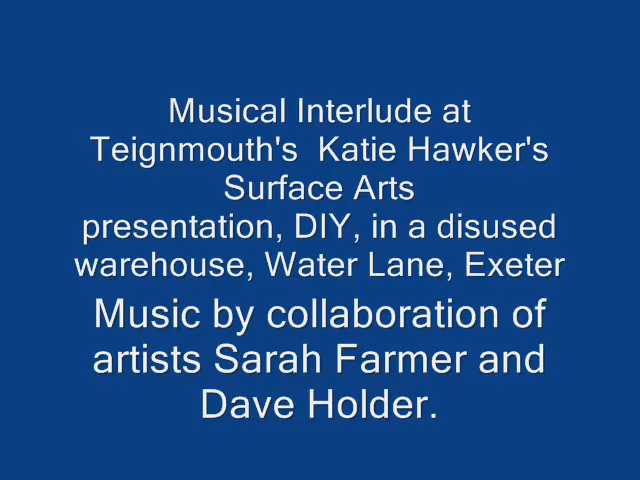 Musical Interlude at
Teignmouth's  Katie Hawker's
Surface Arts
presentation, DIY, in a disused
warehouse, Water Lane, Exeter
Music by collaboration of
artists Sarah Farmer and
Dave Holder.